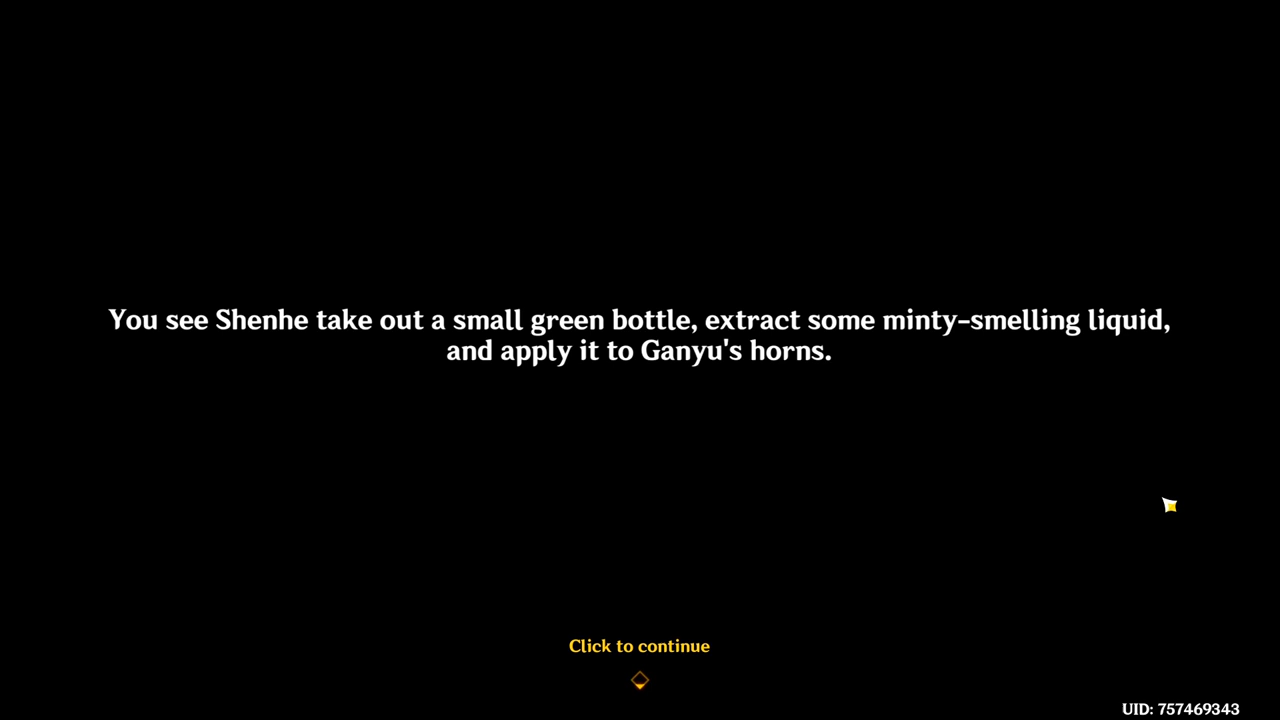 You see Shenhe take out a small green bottle, extract some minty-smelling liquid,
and apply it to Ganyu's horns.
Click to continue
UID: 757469343